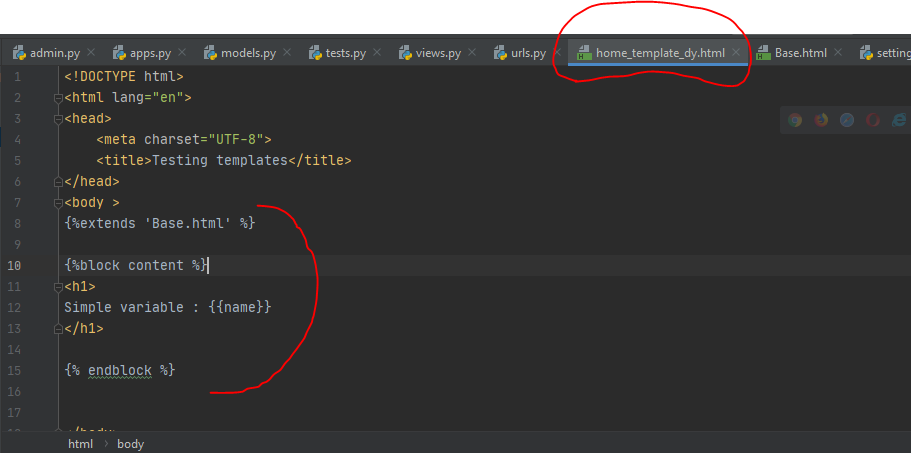 admin.py apps.py models.py tests.py views.py urls.py home_template_dy.html Base.html setting
1 <!DOCTYPE html>
2 <html lang="en">
3 <head>
4 <meta charset="UTF-8">
5 <title>Testing templates</title>
6 </head>
7 <body >
8 {%extends 'Base.html' %}
9
10 {%block content %}
11 <h1>
12 Simple variable : {{name}}
13 </h1>
14
15 {% endblock %}
16
17
html › body